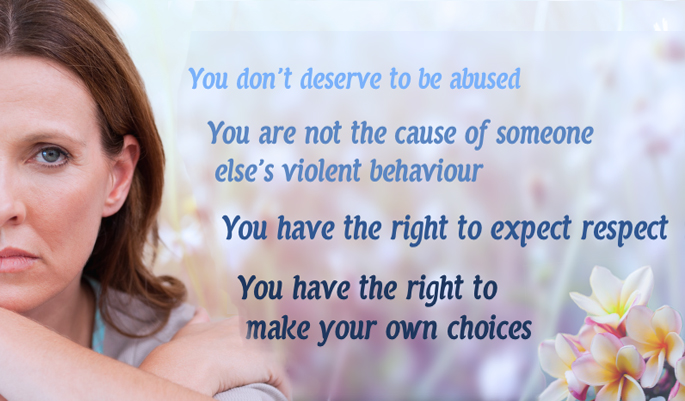 You don't deserve to be abused
You are not the cause of someone
else's violent behaviour
You have the right to expect respect
You have the right to
make your own choices